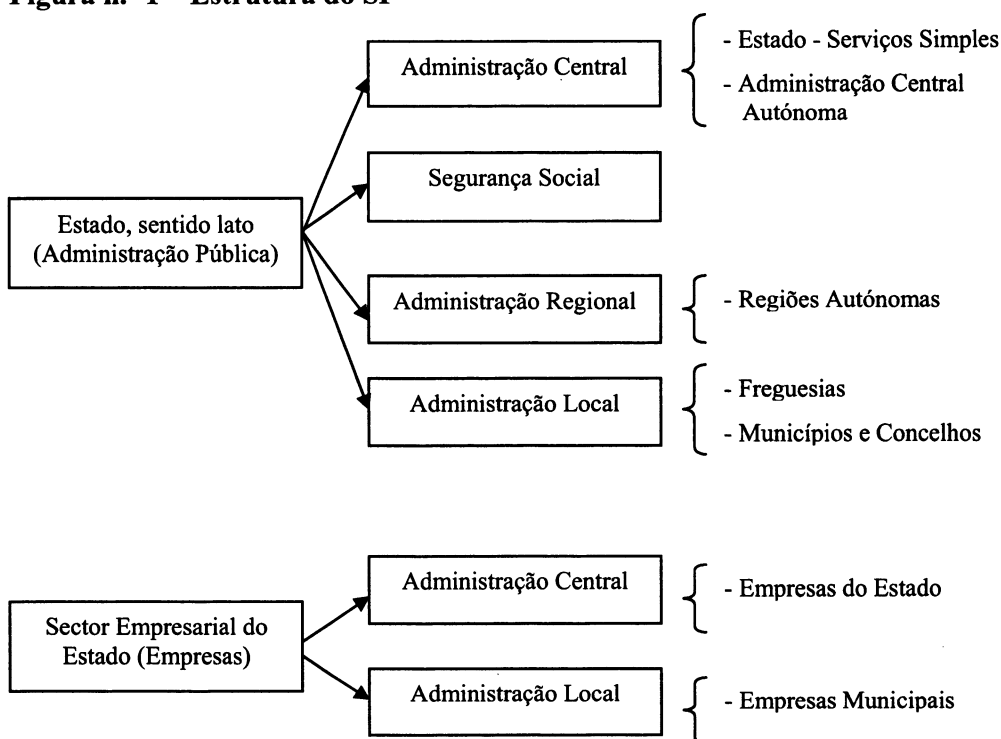 Figura n.º 1 – Estrutura do SP
Administração Central
- Estado - Serviços Simples
- Administração Central
Autónoma
Segurança Social
Estado, sentido lato
(Administração Pública)
Administração Regional
- Regiões Autónomas
Administração Local
- Freguesias
- Municípios e Concelhos
Administração Central
- Empresas do Estado
Sector Empresarial do
Estado (Empresas)
Administração Local
- Empresas Municipais